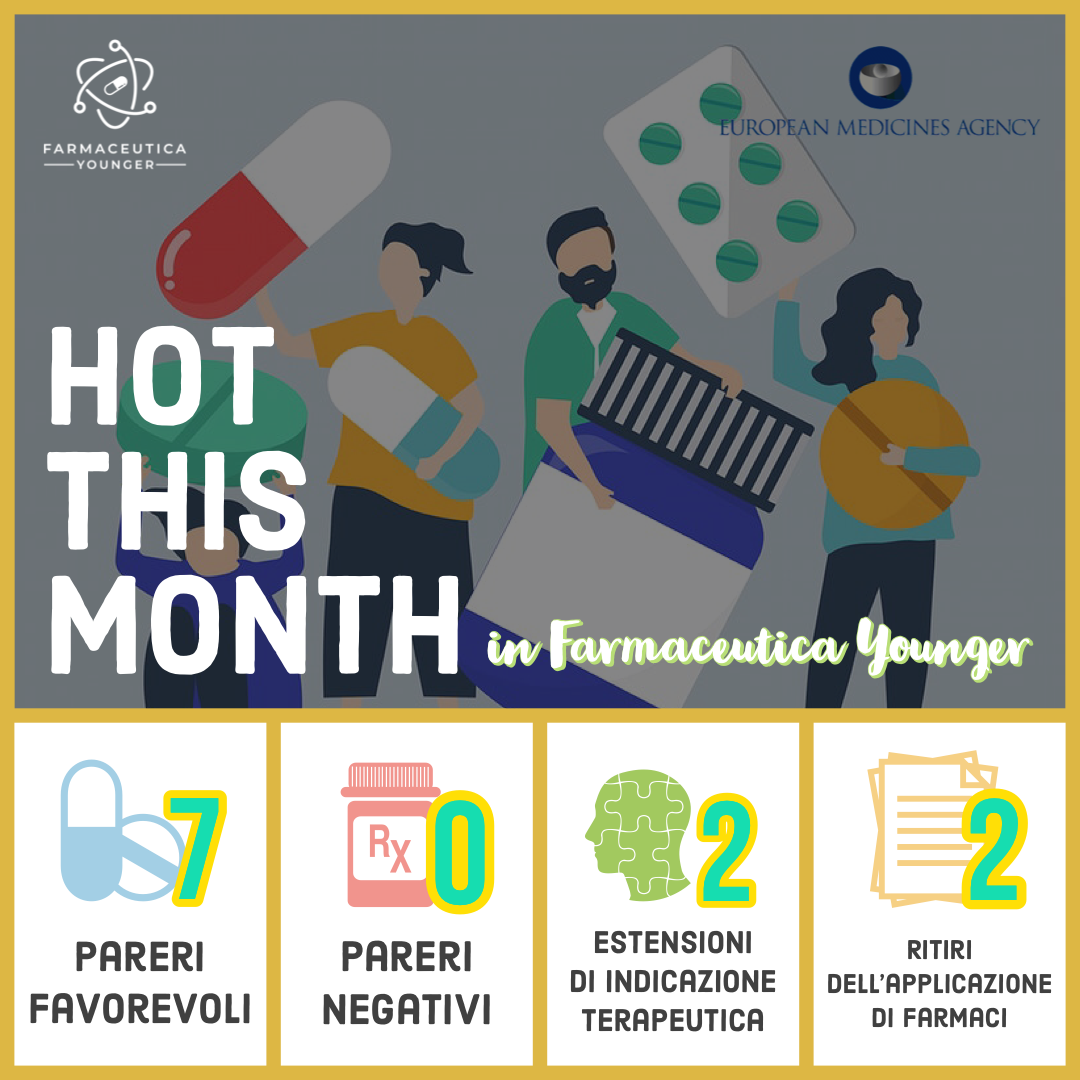 FARMACEUTICA
YOUNGER
EUROPEAN MEDICINES AGENCY
HOT
THIS
MONTH
in Farmaceutica Younger
7
PARERI
FAVOREVOLI
Rx
0
PARERI
NEGATIVI
2
ESTENSIONI
DI INDICAZIONE
TERAPEUTICA
2
RITIRI
DELL'APPLICAZIONE
DI FARMACI